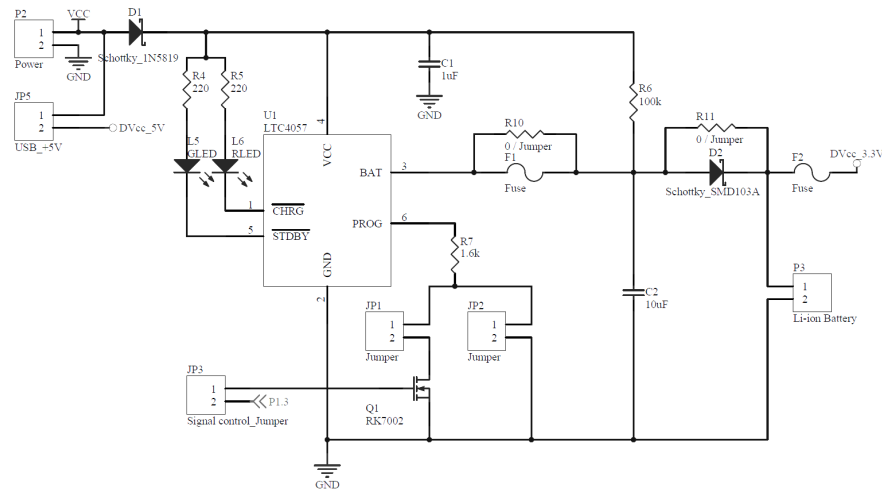 P2
VCC
D1
1
2
Power
GND
Schottky_1N5819
JP5
1
2
USB_+5V
DVcc_5V
R4
220
R5
220
L5
GLED
L6
RLED
U1
LTC4057
4
VCC
BAT
3
PROG
6
1
CHRG
5
STDBY
GND
2
C1
1uF
GND
R10
0 / Jumper
F1
Fuse
R6
100k
R11
0 / Jumper
D2
Schottky_SMD103A
F2
Fuse
DVcc_3.3V
R7
1.6k
C2
10uF
P3
1
2
Li-ion Battery
JP1
1
2
Jumper
JP2
1
2
Jumper
JP3
1
2
P1.3
Signal control_Jumper
Q1
RK7002
GND